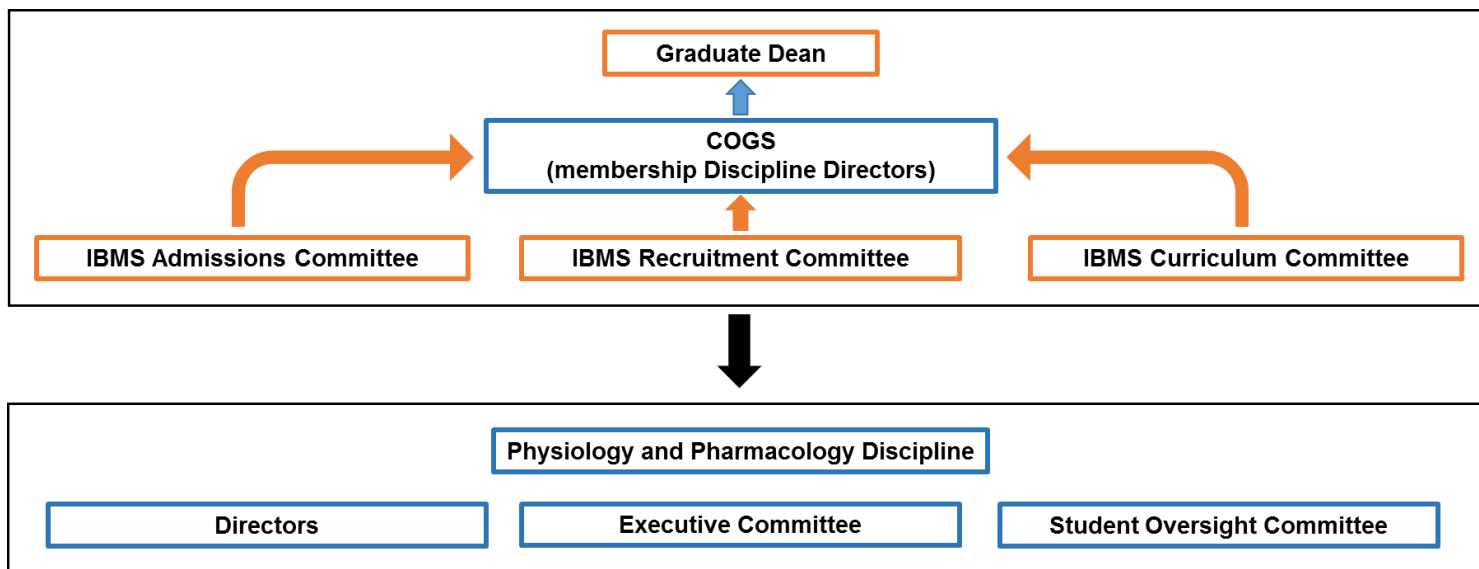 Graduate Dean
COGS
(membership Discipline Directors)
IBMS Admissions Committee
IBMS Recruitment Committee
IBMS Curriculum Committee
Physiology and Pharmacology Discipline
Directors
Executive Committee
Student Oversight Committee